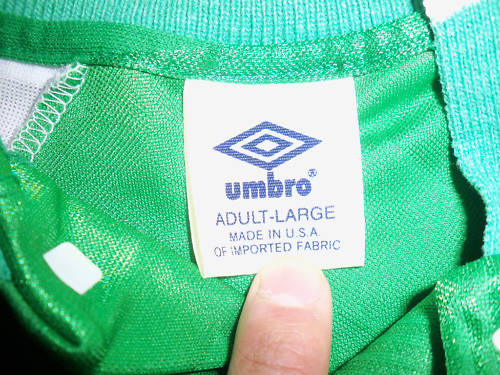 umbro®
ADULT-LARGE
MADE IN U.S.A.
OF IMPORTED FABRIC